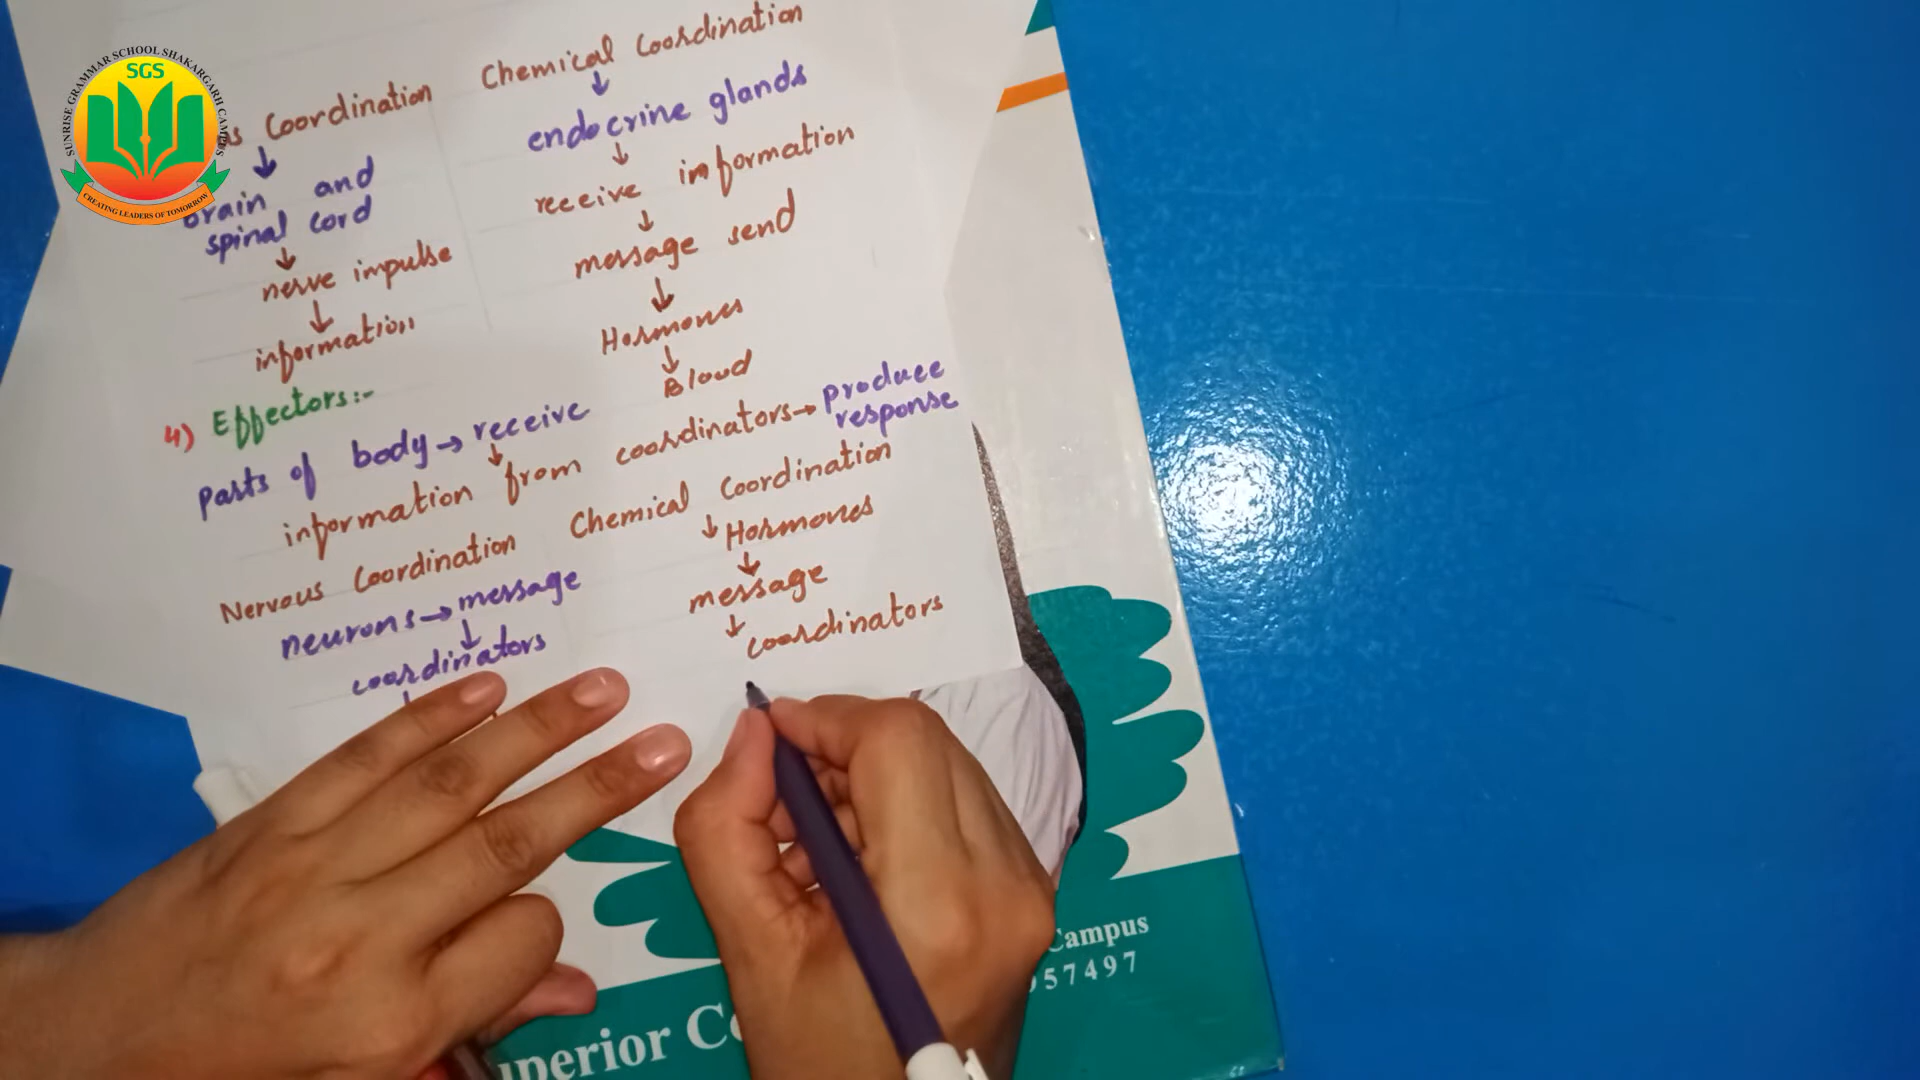 SUNRISE GRAMMAR SCHOOL SHAKARGARH CAMPUS
SGS
CREATING LEADERS OF TOMORROW
Coordination
Chemical Coordination
brain and
spinal cord
nerve impulse
information
endocrine glands
receive information
message send
Hormones
Blood
4) Effectors:-
parts of body → receive
information from coordinators → produce
response
Nervous Coordination
neurons → message
coordinators
Chemical Coordination
Hormones
message
coordinators
Campus
57497